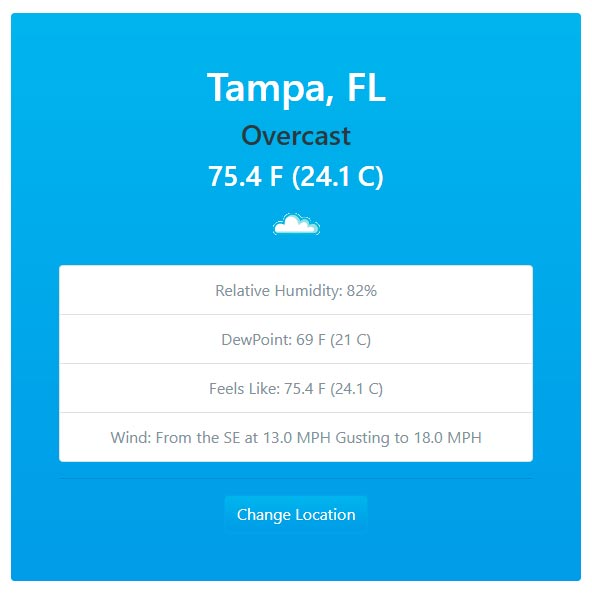 Tampa, FL
Overcast
75.4 F (24.1 C)
Relative Humidity: 82%
DewPoint: 69 F (21 C)
Feels Like: 75.4 F (24.1 C)
Wind: From the SE at 13.0 MPH Gusting to 18.0 MPH
Change Location